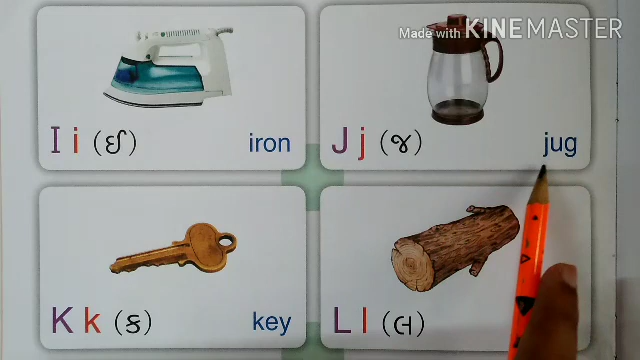 Made with KINEMASTER
I i (ઈ) iron
J j (જ) jug
K k (ક) key
L l (લ)